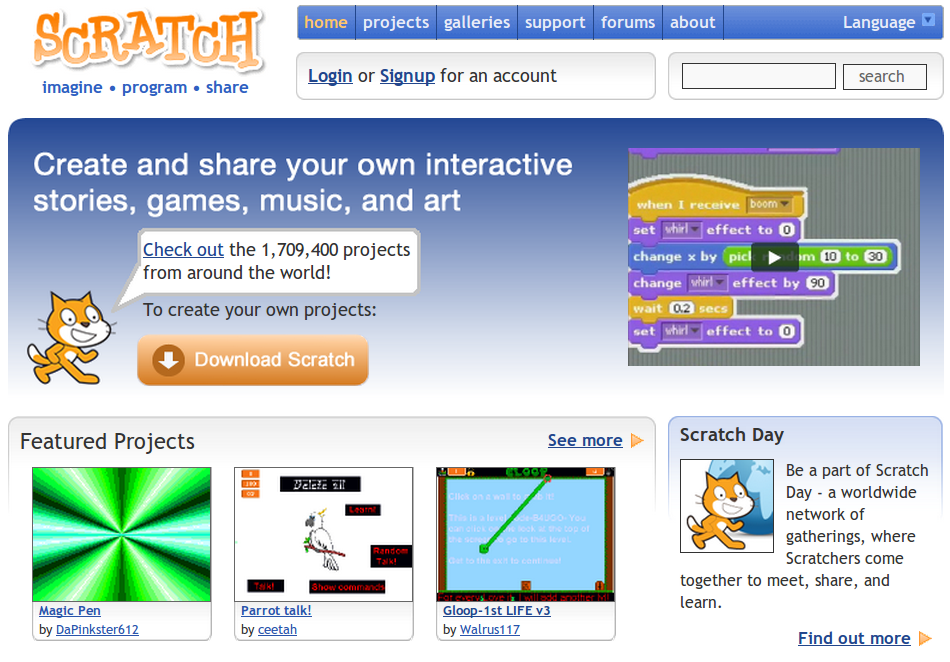 SCRATCH
imagine • program • share
home projects galleries support forums about Language
Login or Signup for an account
search
Create and share your own interactive
stories, games, music, and art
Check out the 1,709,400 projects
from around the world!
To create your own projects:
Download Scratch
when I receive boom
set whirl effect to 0
change x by 10 to 30
change whirl effect by 90
wait 0.2 secs
set whirl effect to 0
Featured Projects
See more
Delete all
Learn!
Random
Talk!
Talk!
Show commands
GLOOP
Click on a wall to
This is a level
Get to the exit to continue!
Magic Pen
by DaPinkster612
Parrot talk!
by ceetah
Gloop-1st LIFE v3
by Walrus117
Scratch Day
Be a part of Scratch
Day - a worldwide
network of
gatherings, where
Scratchers come
together to meet, share, and
learn.
Find out more